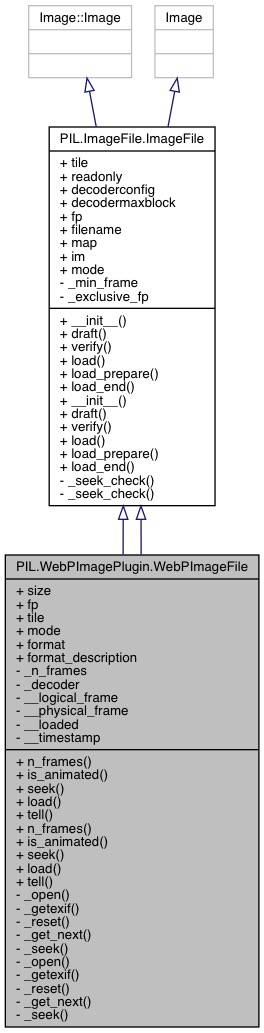 Image::Image
Image
PIL.ImageFile.ImageFile
+ tile
+ readonly
+ decoderconfig
+ decodermaxblock
+ fp
+ filename
+ map
+ im
+ mode
- _min_frame
- _exclusive_fp
+ __init__()
+ draft()
+ verify()
+ load()
+ load_prepare()
+ load_end()
+ __init__()
+ draft()
+ verify()
+ load()
+ load_prepare()
+ load_end()
- _seek_check()
- _seek_check()
PIL.WebPImagePlugin.WebPImageFile
+ size
+ fp
+ tile
+ mode
+ format
+ format_description
- _n_frames
- _decoder
- __logical_frame
- __physical_frame
- __loaded
- __timestamp
+ n_frames()
+ is_animated()
+ seek()
+ load()
+ tell()
+ n_frames()
+ is_animated()
+ seek()
+ load()
+ tell()
- _open()
- _getexif()
- _reset()
- _get_next()
- _seek()
- _open()
- _getexif()
- _reset()
- _get_next()
- _seek()